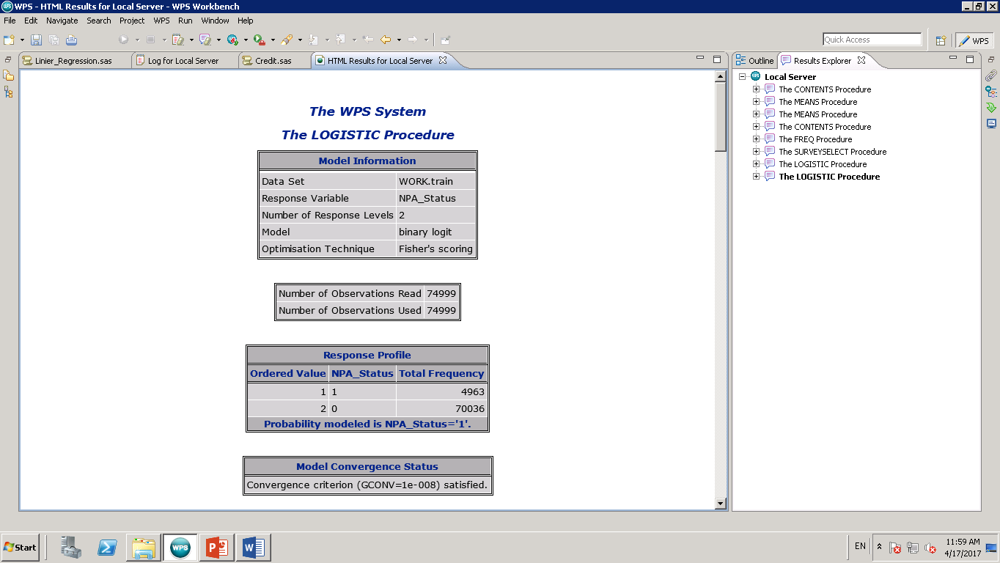 WPS - HTML Results for Local Server - WPS Workbench
File Edit Navigate Search Project WPS Run Window Help
Quick Access
WPS
Linier_Regression.sas
Log for Local Server
Credit.sas
HTML Results for Local Server
Outline
Results Explorer
The WPS System
The LOGISTIC Procedure
Model Information
Data Set WORK.train
Response Variable NPA_Status
Number of Response Levels 2
Model binary logit
Optimisation Technique Fisher's scoring
Number of Observations Read 74999
Number of Observations Used 74999
Response Profile
Ordered Value NPA_Status Total Frequency
1 1 4963
2 0 70036
Probability modeled is NPA_Status='1'.
Model Convergence Status
Convergence criterion (GCONV=1e-008) satisfied.
Local Server
The CONTENTS Procedure
The MEANS Procedure
The MEANS Procedure
The CONTENTS Procedure
The FREQ Procedure
The SURVEYSELECT Procedure
The LOGISTIC Procedure
The LOGISTIC Procedure
Start
WPS
EN
11:59 AM
4/17/2017